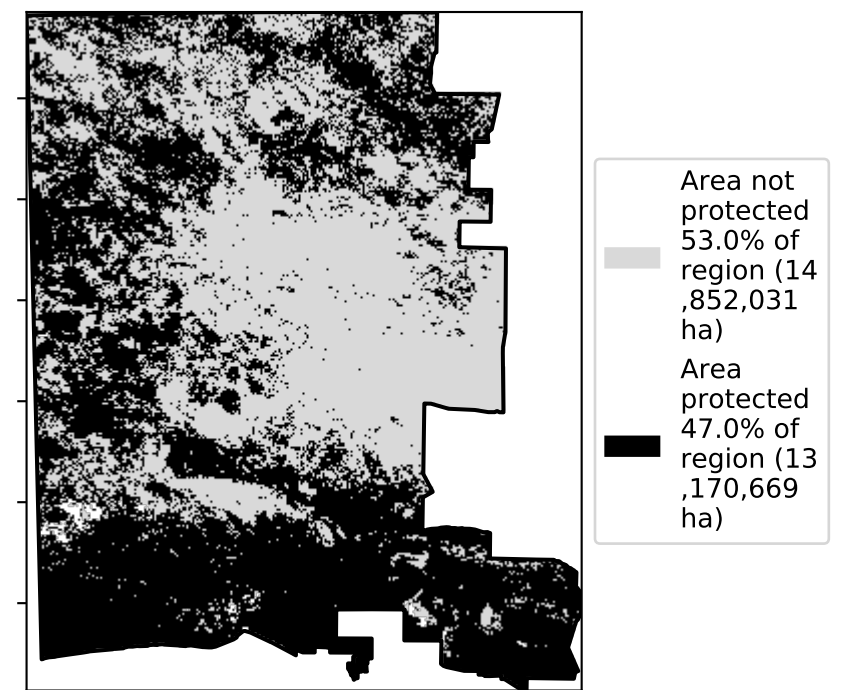 Area not
protected
53.0% of
region (14
,852,031
ha)
Area
protected
47.0% of
region (13
,170,669
ha)